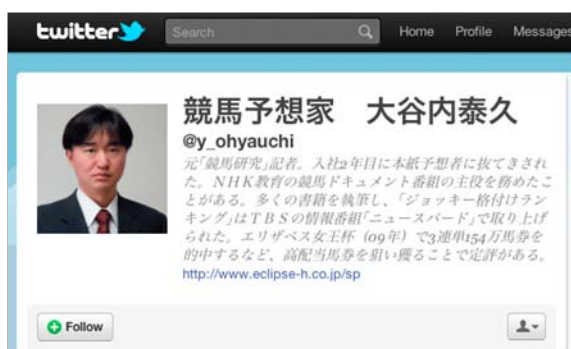 twitter
Search
Home Profile Messages
競馬予想家 大谷内泰久
@y_ohyauchi
元「競馬研究」記者。入社2年目に本紙予想者に抜てきされ
た。NHK教育の競馬ドキュメント番組の主役を務めたこ
とがある。多くの書籍を執筆し、「ジョッキー格付けラン
キング」はTBSの情報番組「ニュースバード」で取り上げ
られた。エリザベス女王杯（09年）で3連単154万馬券を
的中するなど、高配当馬券を狙い獲ることで定評がある。
http://www.eclipse-h.co.jp/sp
Follow